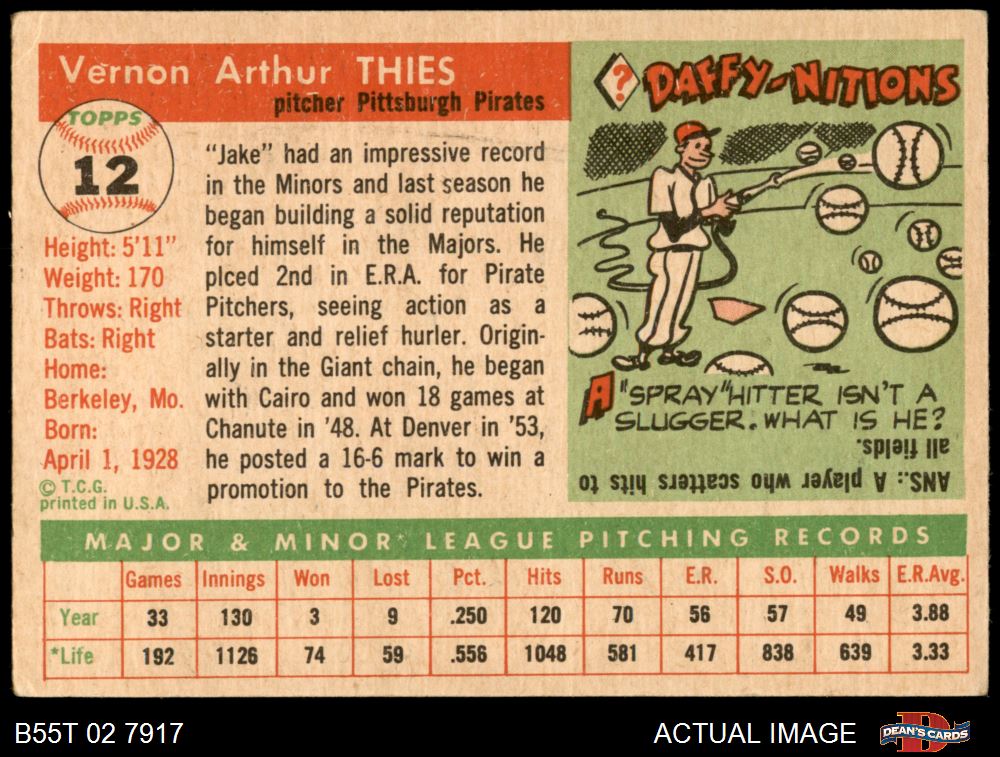 Vernon Arthur THIES
pitcher Pittsburgh Pirates
TOPPS
12
Height: 5'11"
Weight: 170
Throws: Right
Bats: Right
Home:
Berkeley, Mo.
Born:
April 1, 1928
© T.C.G.
printed in U.S.A.
"Jake" had an impressive record
in the Minors and last season he
began building a solid reputation
for himself in the Majors. He
plced 2nd in E.R.A. for Pirate
Pitchers, seeing action as a
starter and relief hurler. Origin-
ally in the Giant chain, he began
with Cairo and won 18 games at
Chanute in '48. At Denver in '53,
he posted a 16-6 mark to win a
promotion to the Pirates.
? DAFFY-NITIONS
A "SPRAY" HITTER ISN'T A
SLUGGER. WHAT IS HE?
ANS.: A player who scatters hits to
all fields.
MAJOR & MINOR LEAGUE PITCHING RECORDS
Games Innings Won Lost Pct. Hits Runs E.R. S.O. Walks E.R.Avg.
Year 33 130 3 9 .250 120 70 56 57 49 3.88
*Life 192 1126 74 59 .556 1048 581 417 838 639 3.33
B55T 02 7917
ACTUAL IMAGE
DEAN'S CARDS